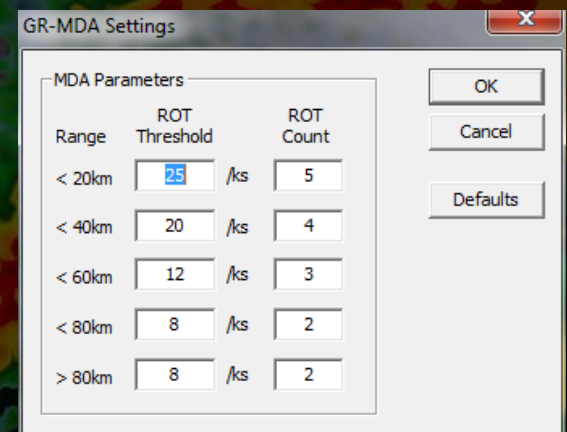 GR-MDA Settings
x
MDA Parameters
OK
ROT ROT
Range Threshold Count
Cancel
< 20km 25 /ks 5
Defaults
< 40km 20 /ks 4
< 60km 12 /ks 3
< 80km 8 /ks 2
> 80km 8 /ks 2